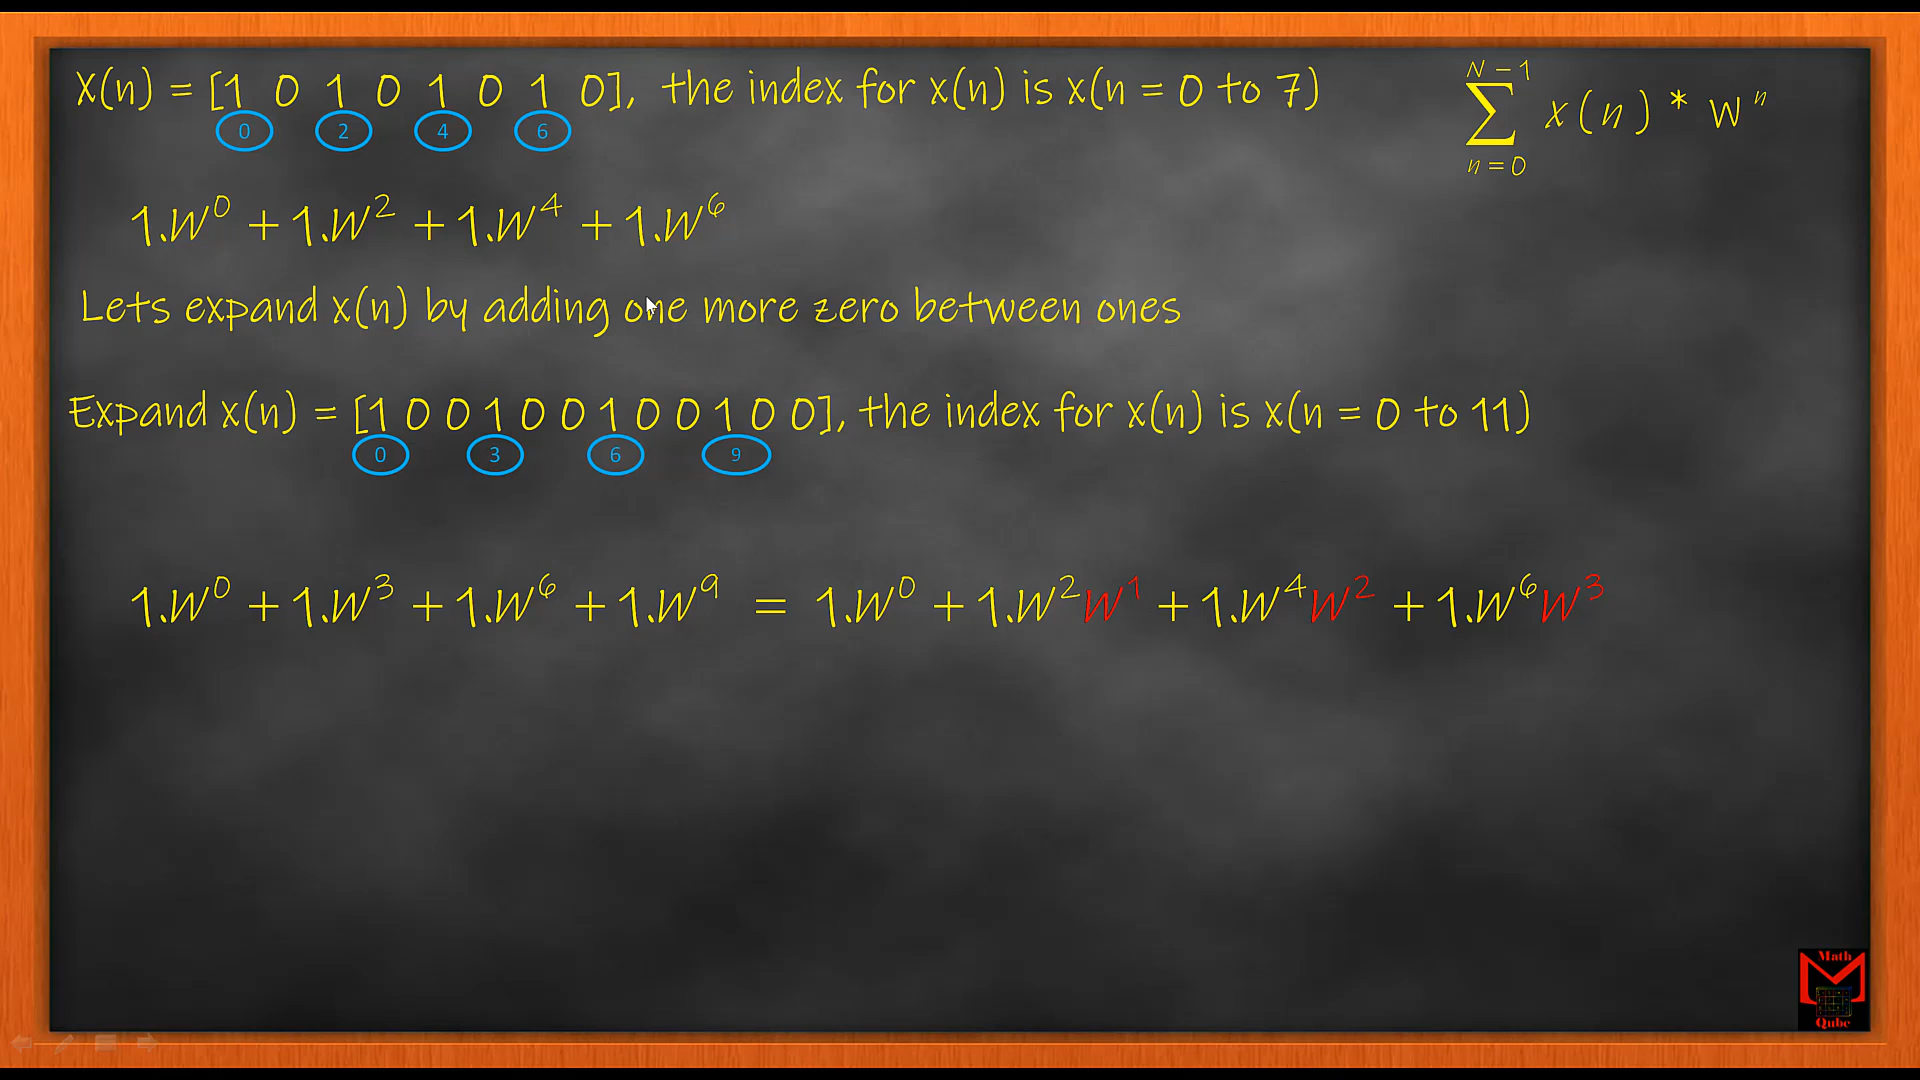 X(n) = [1 0 1 0 1 0 1 0], the index for x(n) is x(n = 0 to 7)
0 2 4 6
N − 1
∑ x(n) * W^n
n = 0
1.W^0 + 1.W^2 + 1.W^4 + 1.W^6
Lets expand x(n) by adding one more zero between ones
Expand x(n) = [1 0 0 1 0 0 1 0 0 1 0 0], the index for x(n) is x(n = 0 to 11)
0 3 6 9
1.W^0 + 1.W^3 + 1.W^6 + 1.W^9 = 1.W^0 + 1.W^2W^1 + 1.W^4W^2 + 1.W^6W^3
Math
Qube